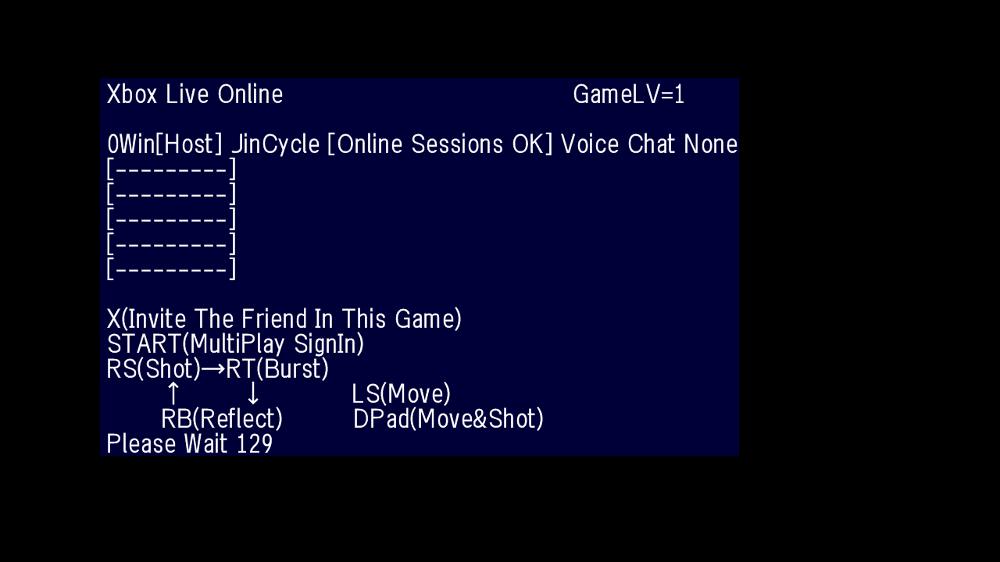 Xbox Live Online GameLV=1
0Win[Host] JinCycle [Online Sessions OK] Voice Chat None
[---------]
[---------]
[---------]
[---------]
[---------]
X(Invite The Friend In This Game)
START(MultiPlay SignIn)
RS(Shot)→RT(Burst)
↑ ↓ LS(Move)
RB(Reflect) DPad(Move&Shot)
Please Wait 129